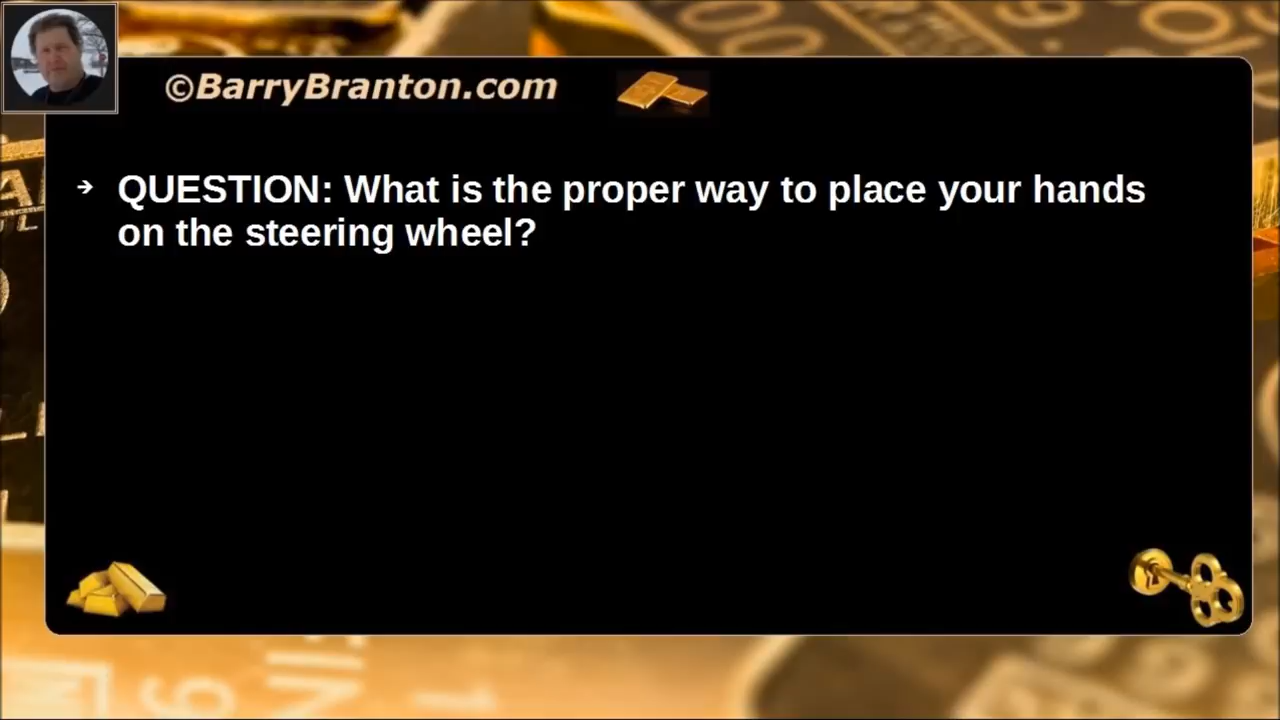 ©BarryBranton.com
QUESTION: What is the proper way to place your hands
on the steering wheel?